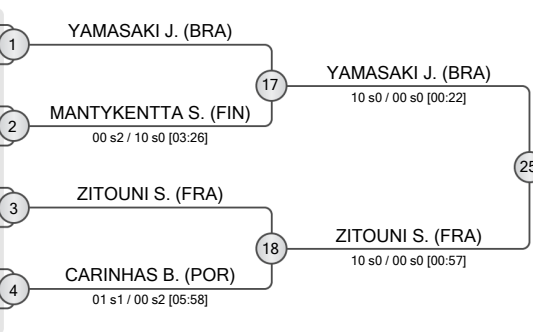 YAMASAKI J. (BRA)
1
17
YAMASAKI J. (BRA)
10 s0 / 00 s0 [00:22]
MANTYKENTTA S. (FIN)
2
00 s2 / 10 s0 [03:26]
25
ZITOUNI S. (FRA)
3
18
ZITOUNI S. (FRA)
10 s0 / 00 s0 [00:57]
CARINHAS B. (POR)
4
01 s1 / 00 s2 [05:58]